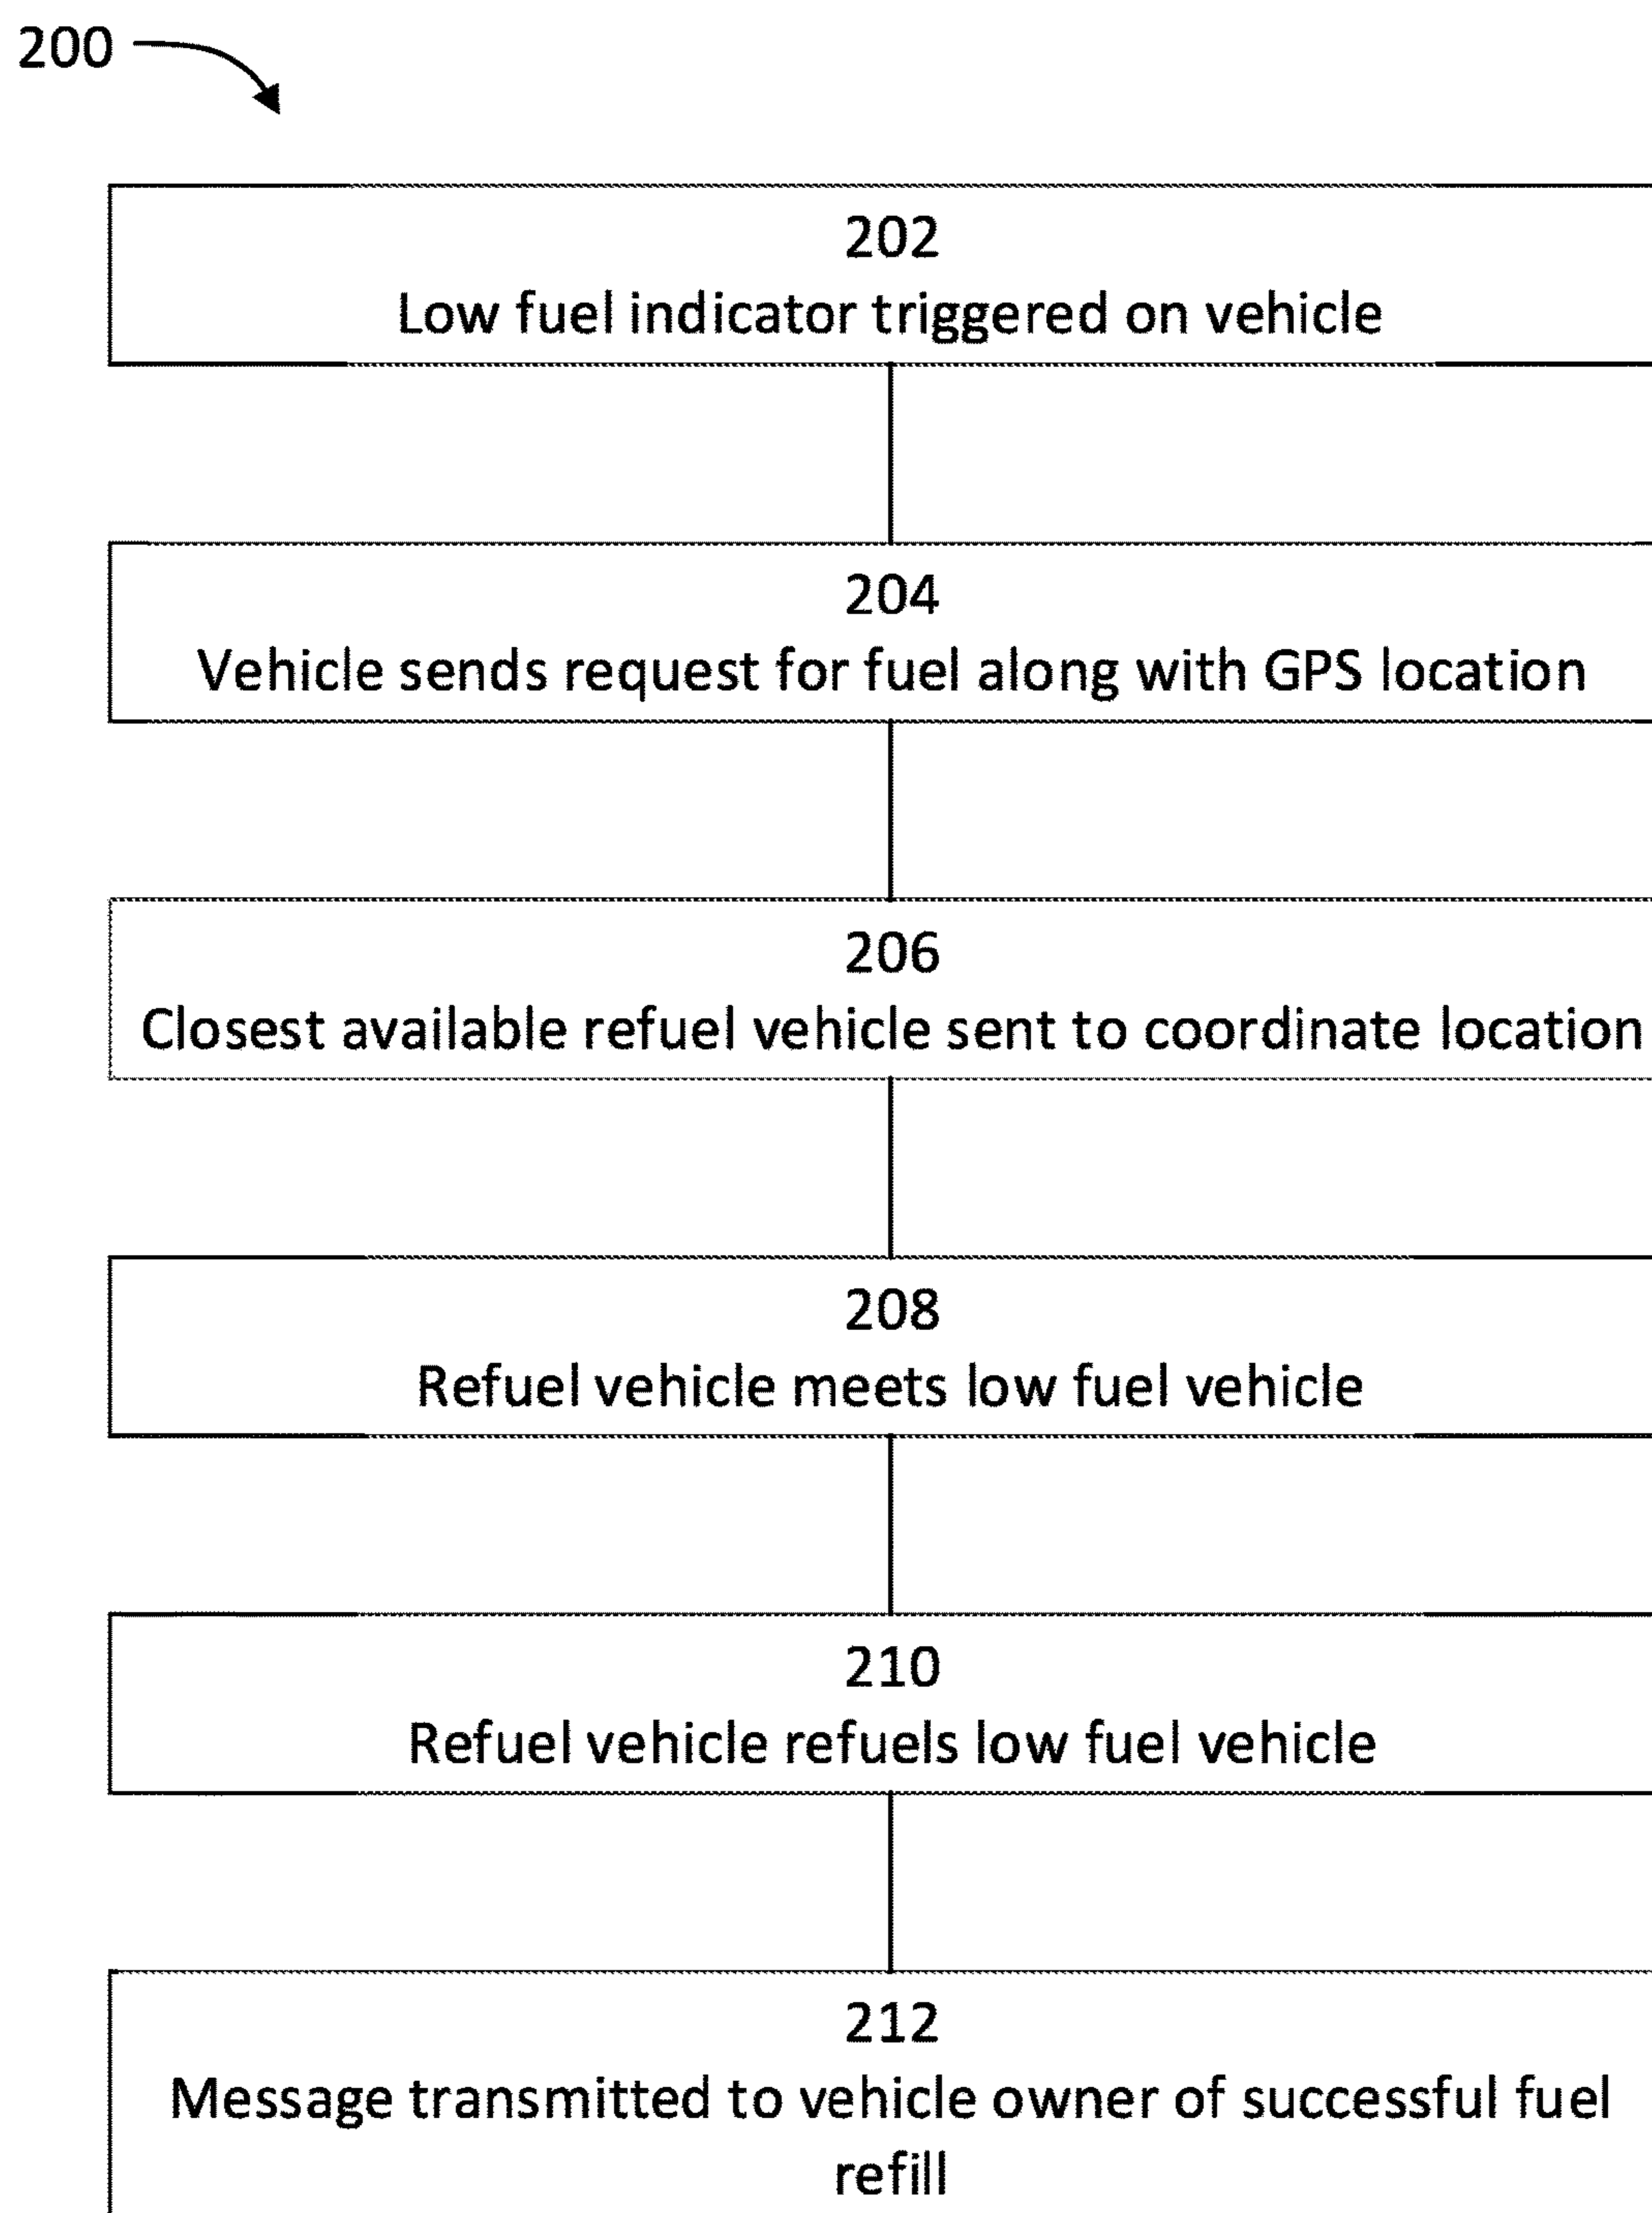 200
202
Low fuel indicator triggered on vehicle
204
Vehicle sends request for fuel along with GPS location
206
Closest available refuel vehicle sent to coordinate location
208
Refuel vehicle meets low fuel vehicle
210
Refuel vehicle refuels low fuel vehicle
212
Message transmitted to vehicle owner of successful fuel
refill